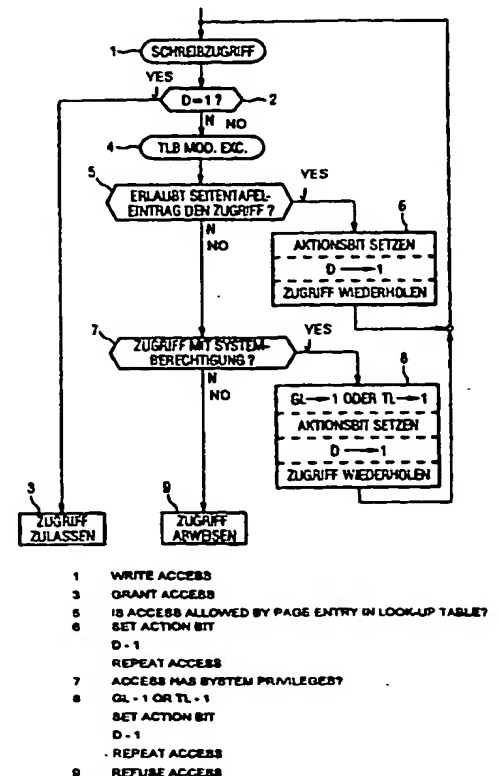 1 SCHREIBZUGRIFF
YES
D=1 ? 2
N NO
4 TLB MOD. EXC.
5 YES
ERLAUBT SEITENTAFEL-
EINTRAG DEN ZUGRIFF ?
N
NO
6
AKTIONSBIT SETZEN
D → 1
ZUGRIFF WIEDERHOLEN
7 ZUGRIFF MIT SYSTEM-
BERECHTIGUNG ?
YES
N
NO
8
GL → 1 ODER TL → 1
AKTIONSBIT SETZEN
D → 1
ZUGRIFF WIEDERHOLEN
3
ZUGRIFF
ZULASSEN
9
ZUGRIFF
ABWEISEN
1 WRITE ACCESS
3 GRANT ACCESS
5 IS ACCESS ALLOWED BY PAGE ENTRY IN LOOK-UP TABLE?
6 SET ACTION BIT
D - 1
REPEAT ACCESS
7 ACCESS HAS SYSTEM PRIVILEGES?
8 GL - 1 OR TL - 1
SET ACTION BIT
D - 1
REPEAT ACCESS
9 REFUSE ACCESS